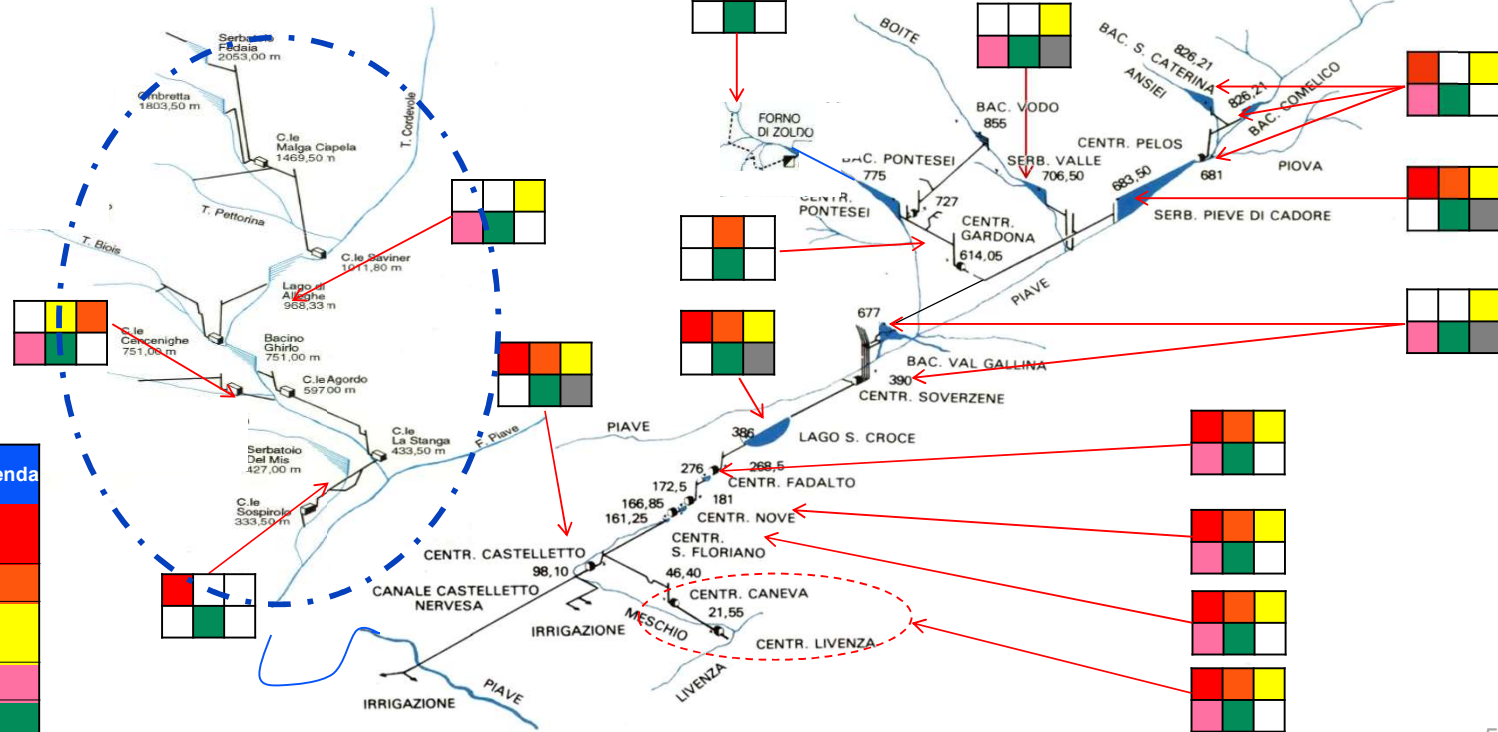 Serbatoio
Fedaia
2053,00 m
Ombretta
1803,50 m
C.le
Malga Capela
1469,50 m
T. Cordevole
T. Pettorina
T. Biois
C.le Saviner
1011,80 m
Lago di
Alleghe
968,33 m
C.le
Cencenighe
751,00 m
Bacino
Ghirlo
751,00 m
C.le Agordo
597 00 m
C.le
La Stanga
433,50 m
Serbatoio
Del Mis
427,00 m
C.le
Sospirolo
333,50 m
F. Piave
enda
BOITE
FORNO
DI ZOLDO
BAC. VODO
855
BAC. PONTESEI
775
CENTR.
PONTESEI
727
CENTR.
GARDONA
614,05
SERB. VALLE
706,50
BAC. S. CATERINA
826,21
ANSIEI
826,21
BAC. COMELICO
CENTR. PELOS
681
PIOVA
683,50
SERB. PIEVE DI CADORE
PIAVE
677
BAC. VAL GALLINA
390
CENTR. SOVERZENE
PIAVE
386
LAGO S. CROCE
276
268,5
CENTR. FADALTO
172,5
181
166,85
CENTR. NOVE
161,25
CENTR.
S. FLORIANO
CENTR. CASTELLETTO
98,10
46,40
CANALE CASTELLETTO
NERVESA
CENTR. CANEVA
21,55
MESCHIO
IRRIGAZIONE
CENTR. LIVENZA
LIVENZA
PIAVE
IRRIGAZIONE